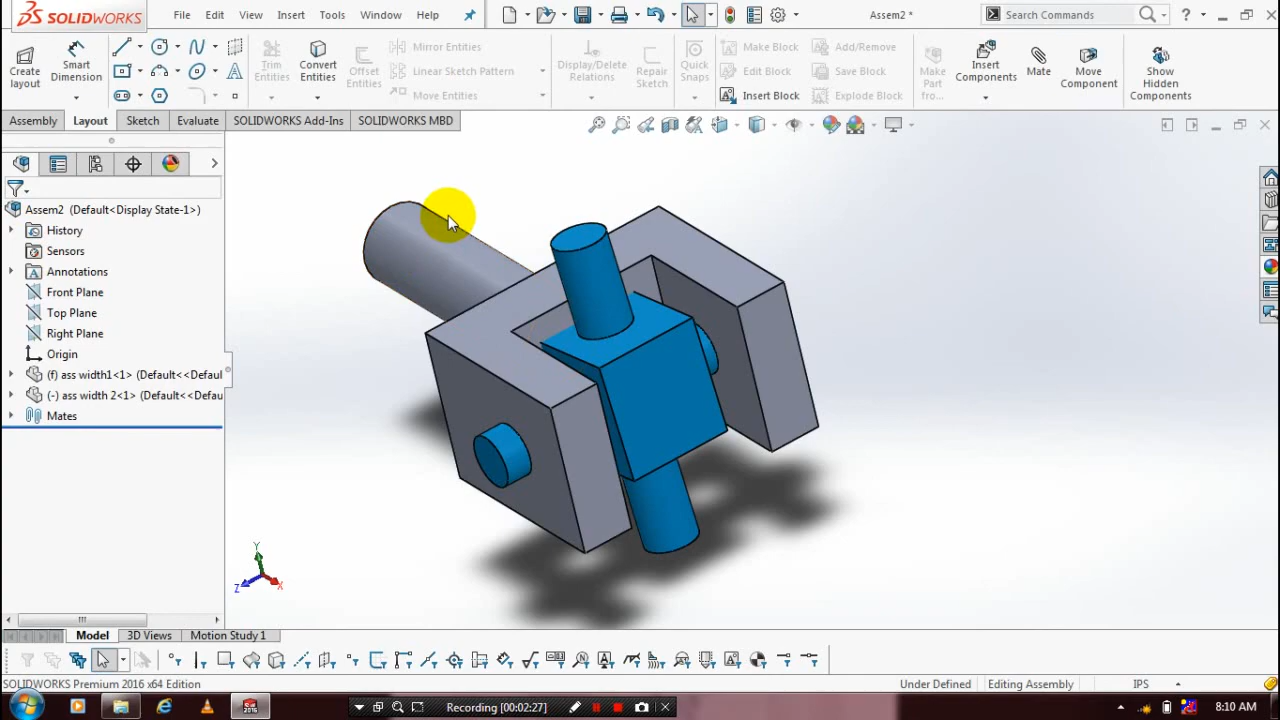 SOLIDWORKS File Edit View Insert Tools Window Help Assem2 * Search Commands ?
Create layout
Smart Dimension
Trim Entities
Convert Entities
Offset Entities
Mirror Entities
Linear Sketch Pattern
Move Entities
Display/Delete Relations
Repair Sketch
Quick Snaps
Make Block
Edit Block
Insert Block
Add/Remove
Save Block
Explode Block
Make Part from...
Insert Components
Mate
Move Component
Show Hidden Components
Assembly Layout Sketch Evaluate SOLIDWORKS Add-Ins SOLIDWORKS MBD
Assem2 (Default<Display State-1>)
History
Sensors
Annotations
Front Plane
Top Plane
Right Plane
Origin
(f) ass width1<1> (Default<<Defaul
(-) ass width 2<1> (Default<<Defau
Mates
Y
Z
X
Model 3D Views Motion Study 1
SOLIDWORKS Premium 2016 x64 Edition Under Defined Editing Assembly IPS
Recording [00:02:27] 8:10 AM